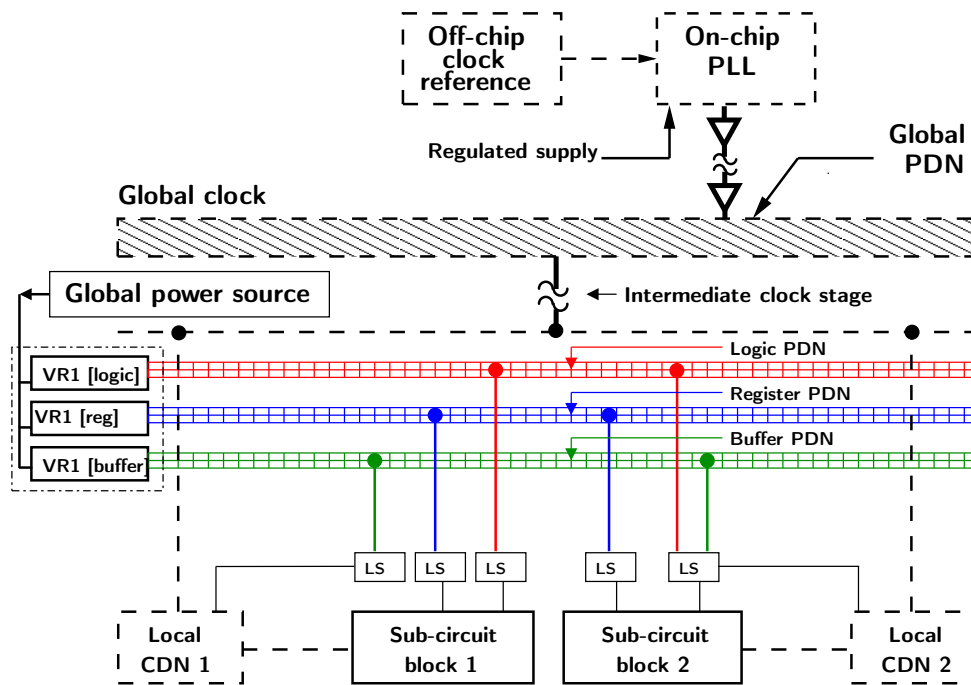 Off-chip
clock
reference
On-chip
PLL
Regulated supply
Global
PDN
Global clock
Global power source
Intermediate clock stage
Logic PDN
VR1 [logic]
Register PDN
VR1 [reg]
Buffer PDN
VR1 [buffer]
LS
LS
LS
LS
LS
Local
CDN 1
Sub-circuit
block 1
Sub-circuit
block 2
Local
CDN 2